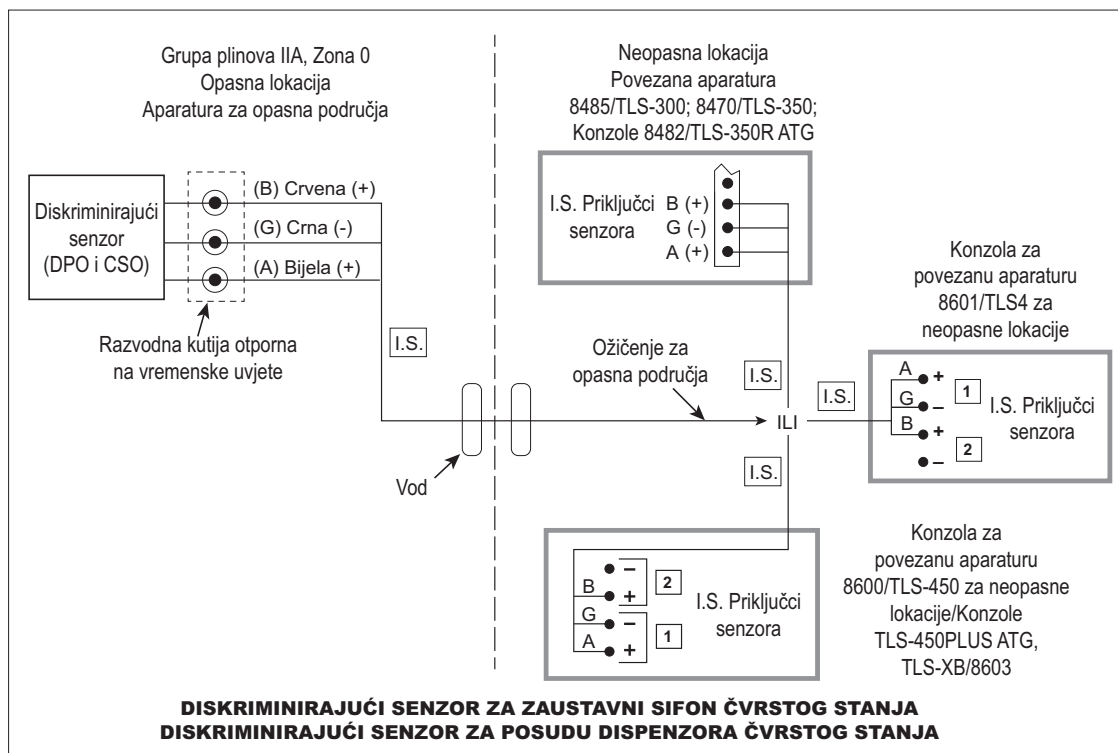 Grupa plinova IIA, Zona 0
Opasna lokacija
Aparatura za opasna područja
Neopasna lokacija
Povezana aparatura
8485/TLS-300; 8470/TLS-350;
Konzole 8482/TLS-350R ATG
Diskriminirajući
senzor
(DPO i CSO)
(B) Crvena (+)
(G) Crna (-)
(A) Bijela (+)
Razvodna kutija otporna
na vremenske uvjete
I.S.
Vod
I.S. Priključci
senzora
B (+)
G (-)
A (+)
Ožičenje za
opasna područja
I.S.
ILI
I.S.
I.S.
Konzola za
povezanu aparaturu
8601/TLS4 za
neopasne lokacije
A +
G –
B +
–
1
2
I.S. Priključci
senzora
–
B +
G –
A +
2
1
I.S. Priključci
senzora
Konzola za
povezanu aparaturu
8600/TLS-450 za neopasne
lokacije/Konzole
TLS-450PLUS ATG,
TLS-XB/8603
DISKRIMINIRAJUĆI SENZOR ZA ZAUSTAVNI SIFON ČVRSTOG STANJA
DISKRIMINIRAJUĆI SENZOR ZA POSUDU DISPENZORA ČVRSTOG STANJA